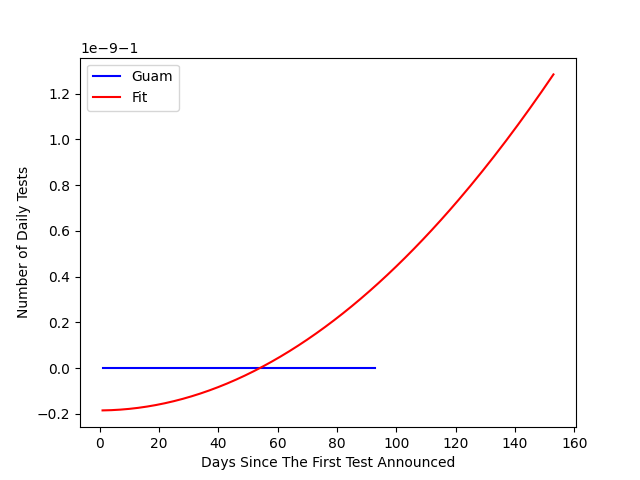 1e−9−1
Guam
Fit
1.2
1.0
0.8
0.6
0.4
0.2
0.0
−0.2
Number of Daily Tests
0 20 40 60 80 100 120 140 160
Days Since The First Test Announced